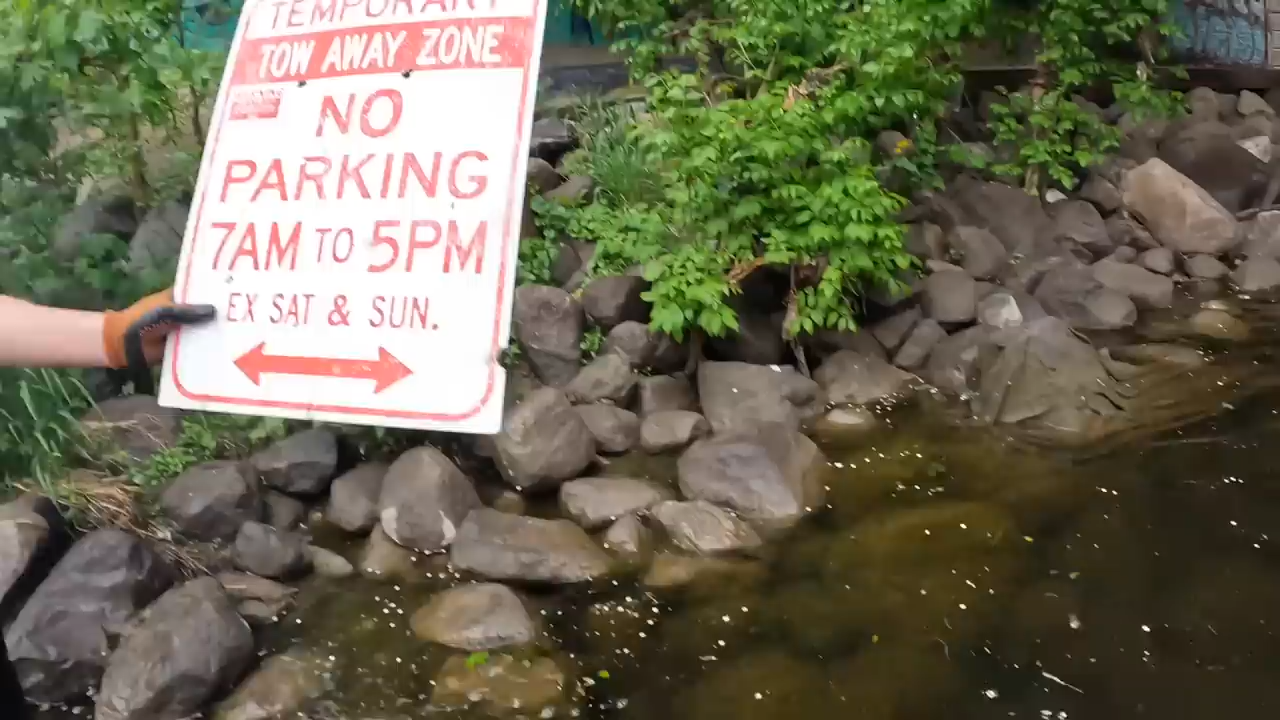 TEMPORARY
TOW AWAY ZONE
NO
PARKING
7AM TO 5PM
EX SAT & SUN.